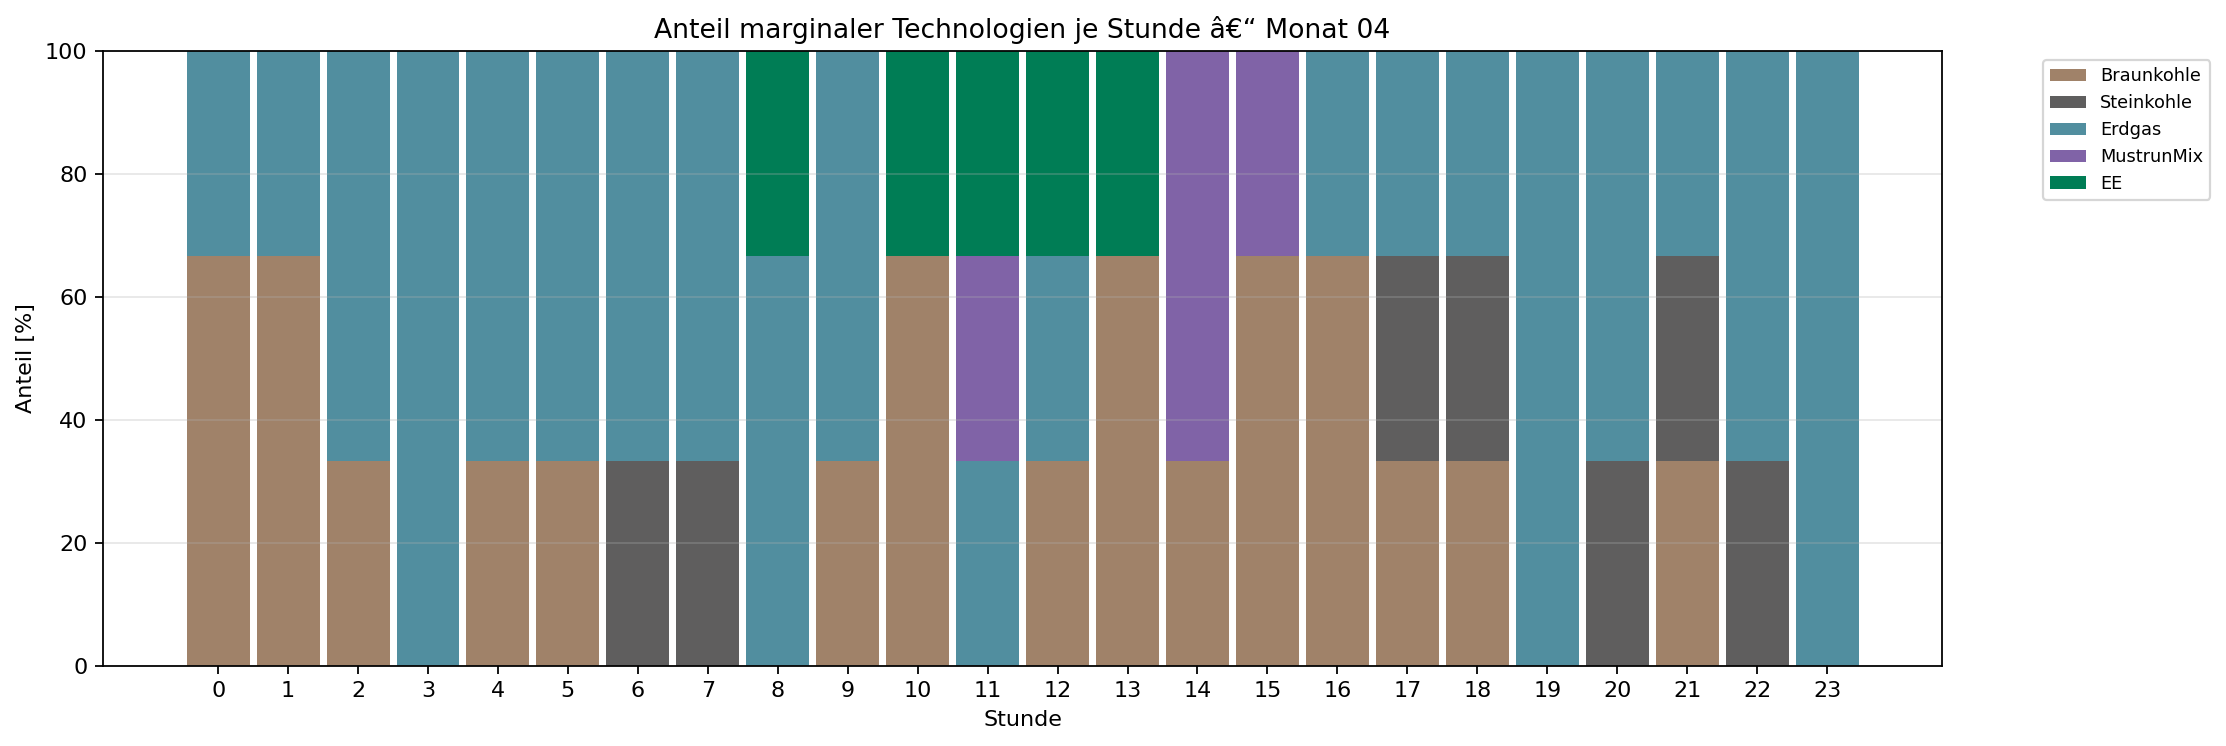 Anteil marginaler Technologien je Stunde â€“ Monat 04
Anteil [%]
100
80
60
40
20
0
0 1 2 3 4 5 6 7 8 9 10 11 12 13 14 15 16 17 18 19 20 21 22 23
Stunde
Braunkohle
Steinkohle
Erdgas
MustrunMix
EE